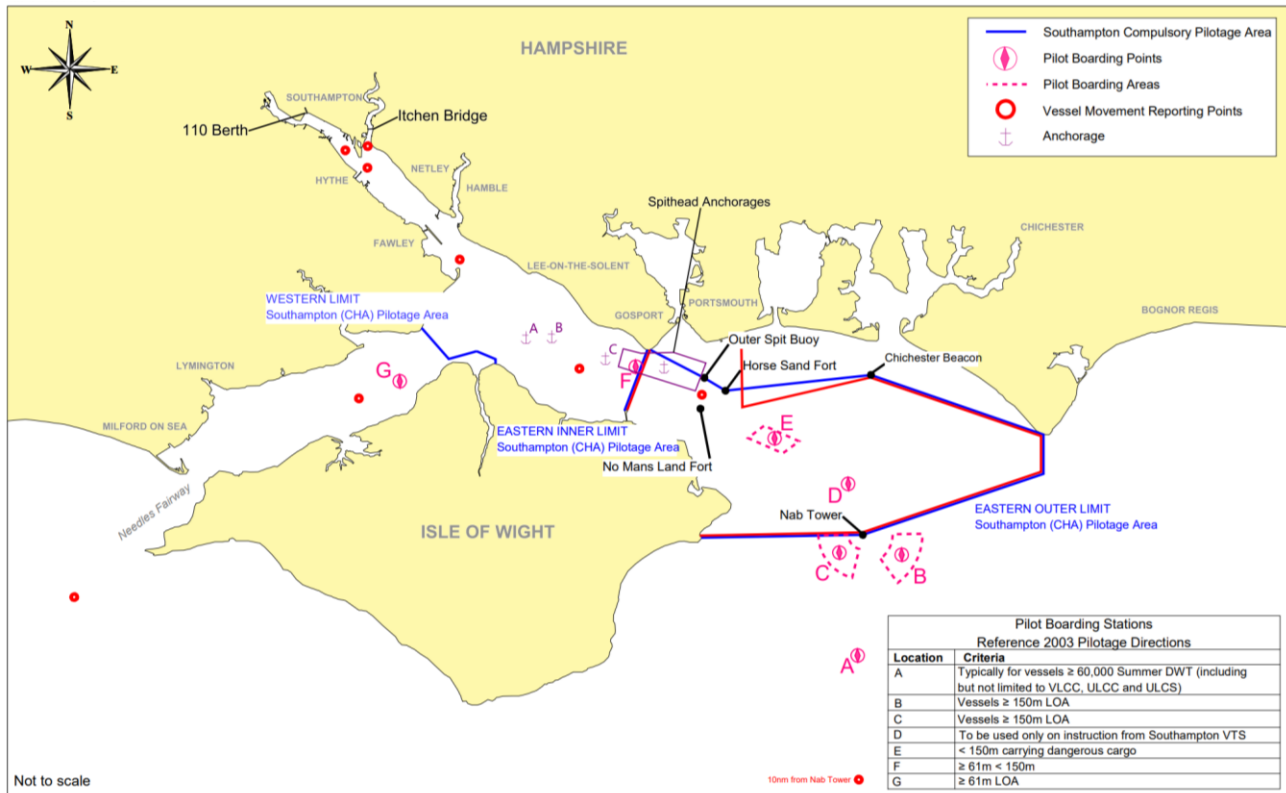 N
W
E
S
HAMPSHIRE
Southampton Compulsory Pilotage Area
Pilot Boarding Points
Pilot Boarding Areas
Vessel Movement Reporting Points
Anchorage
SOUTHAMPTON
110 Berth
Itchen Bridge
NETLEY
HYTHE
HAMBLE
Spithead Anchorages
FAWLEY
CHICHESTER
LEE-ON-THE-SOLENT
WESTERN LIMIT
Southampton (CHA) Pilotage Area
PORTSMOUTH
GOSPORT
BOGNOR REGIS
A
B
C
Outer Spit Buoy
Horse Sand Fort
Chichester Beacon
LYMINGTON
G
F
MILFORD ON SEA
EASTERN INNER LIMIT
Southampton (CHA) Pilotage Area
E
No Mans Land Fort
Needles Fairway
D
Nab Tower
EASTERN OUTER LIMIT
Southampton (CHA) Pilotage Area
ISLE OF WIGHT
C
B
A
Pilot Boarding Stations
Reference 2003 Pilotage Directions
Location Criteria
A Typically for vessels ≥ 60,000 Summer DWT (including
but not limited to VLCC, ULCC and ULCS)
B Vessels ≥ 150m LOA
C Vessels ≥ 150m LOA
D To be used only on instruction from Southampton VTS
E < 150m carrying dangerous cargo
F ≥ 61m < 150m
G ≥ 61m LOA
Not to scale
10nm from Nab Tower